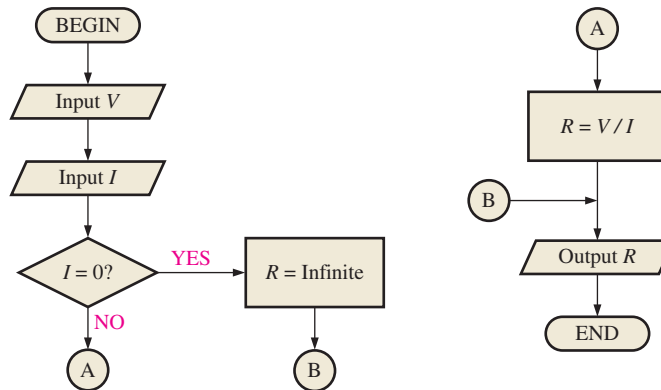 BEGIN
Input V
Input I
I = 0?
YES
R = Infinite
NO
A
B
A
R = V / I
B
Output R
END